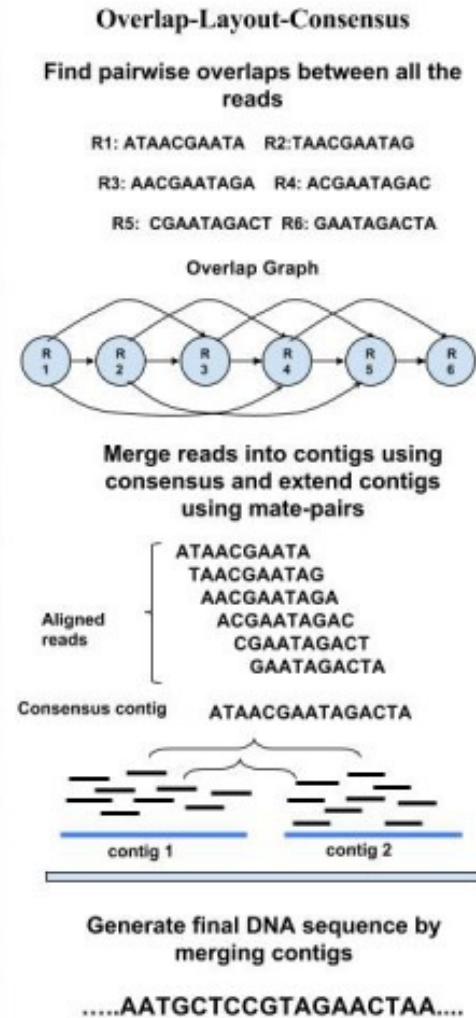 Overlap-Layout-Consensus
Find pairwise overlaps between all the
reads
R1: ATAACGAATA R2:TAACGAATAG
R3: AACGAATAGA R4: ACGAATAGAC
R5: CGAATAGACT R6: GAATAGACTA
Overlap Graph
R R R R R R
1 2 3 4 5 6
Merge reads into contigs using
consensus and extend contigs
using mate-pairs
ATAACGAATA
TAACGAATAG
AACGAATAGA
Aligned
reads
ACGAATAGAC
CGAATAGACT
GAATAGACTA
Consensus contig ATAACGAATAGACTA
contig 1 contig 2
Generate final DNA sequence by
merging contigs
.....AATGCTCCGTAGAACTAA....